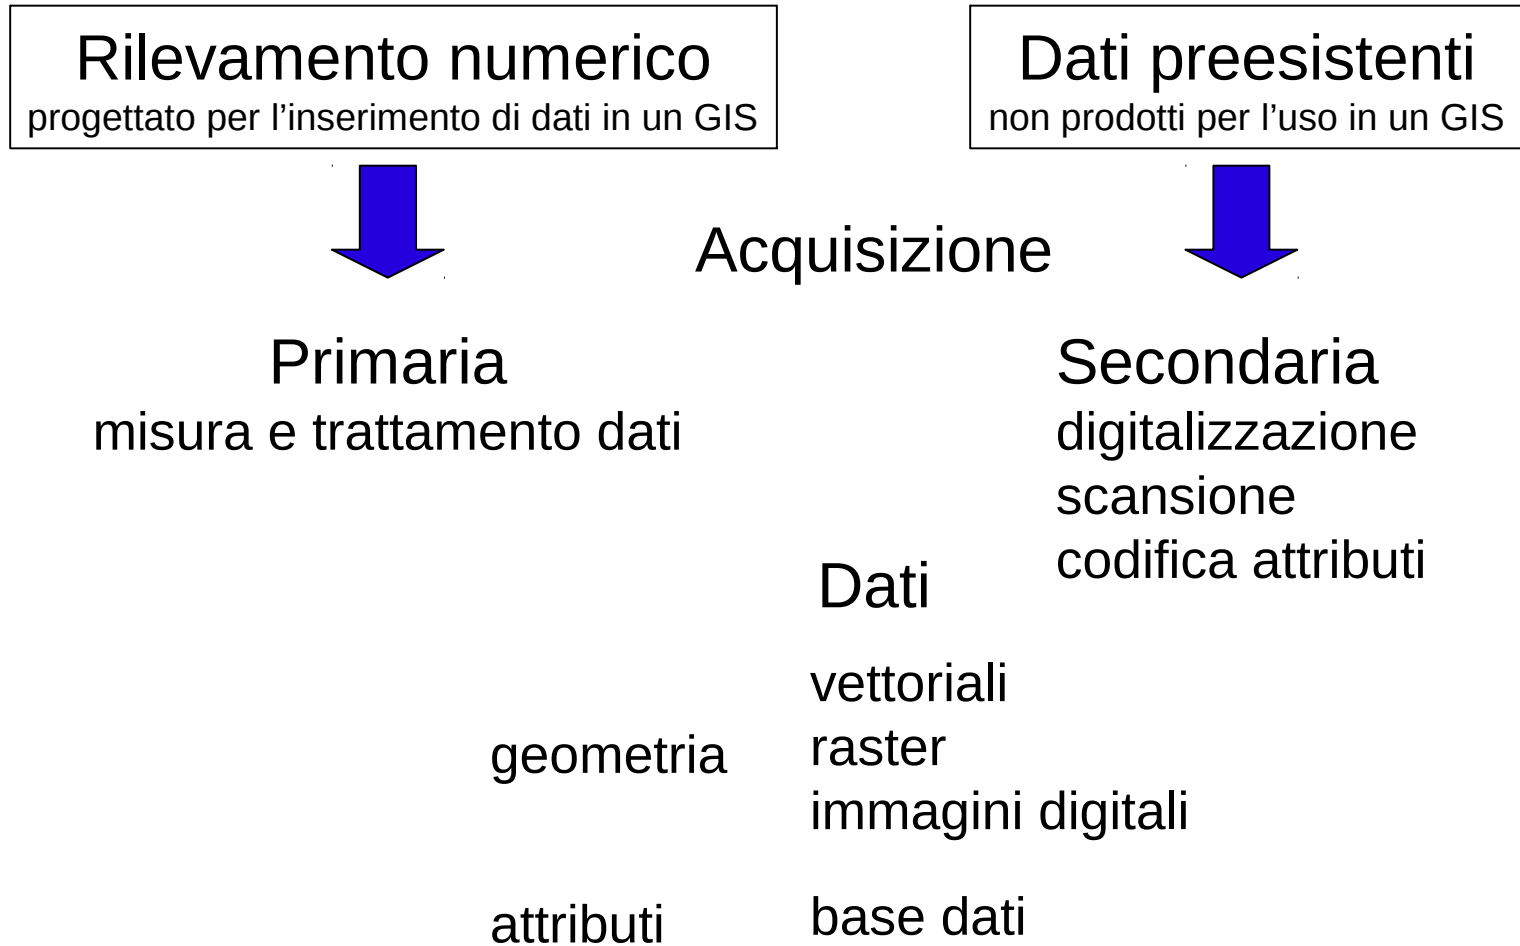 Rilevamento numerico
progettato per l’inserimento di dati in un GIS
Dati preesistenti
non prodotti per l’uso in un GIS
Acquisizione
Primaria
misura e trattamento dati
Secondaria
digitalizzazione
scansione
codifica attributi
Dati
geometria
vettoriali
raster
immagini digitali
attributi
base dati